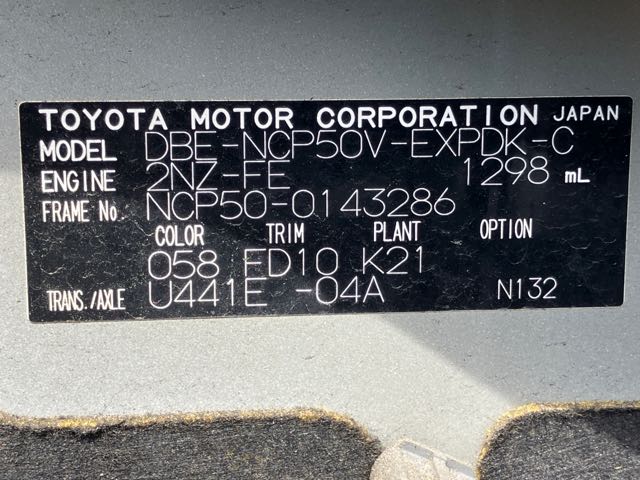 TOYOTA MOTOR CORPORATION JAPAN
MODEL DBE-NCP50V-EXPDK-C
ENGINE 2NZ-FE 1298 mL
FRAME No. NCP50-0143286
COLOR TRIM PLANT OPTION
058 ED10 K21
TRANS./AXLE U441E -04A N132